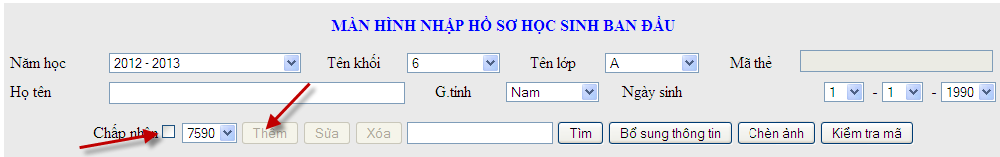 MÀN HÌNH NHẬP HỒ SƠ HỌC SINH BAN ĐẦU
Năm học 2012 - 2013 Tên khối 6 Tên lớp A Mã thẻ
Họ tên G.tính Nam Ngày sinh 1 - 1 - 1990
Chấp nhận 7590 Thêm Sửa Xóa Tìm Bổ sung thông tin Chèn ảnh Kiểm tra mã